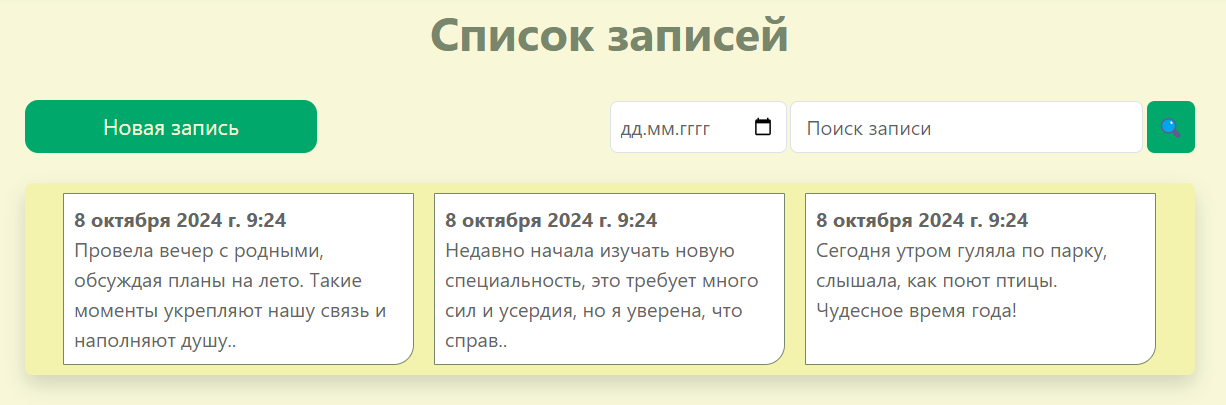 Список записей
Новая запись
дд.мм.гггг
Поиск записи
8 октября 2024 г. 9:24
Провела вечер с родными,
обсуждая планы на лето. Такие
моменты укрепляют нашу связь и
наполняют душу..
8 октября 2024 г. 9:24
Недавно начала изучать новую
специальность, это требует много
сил и усердия, но я уверена, что
справ..
8 октября 2024 г. 9:24
Сегодня утром гуляла по парку,
слышала, как поют птицы.
Чудесное время года!